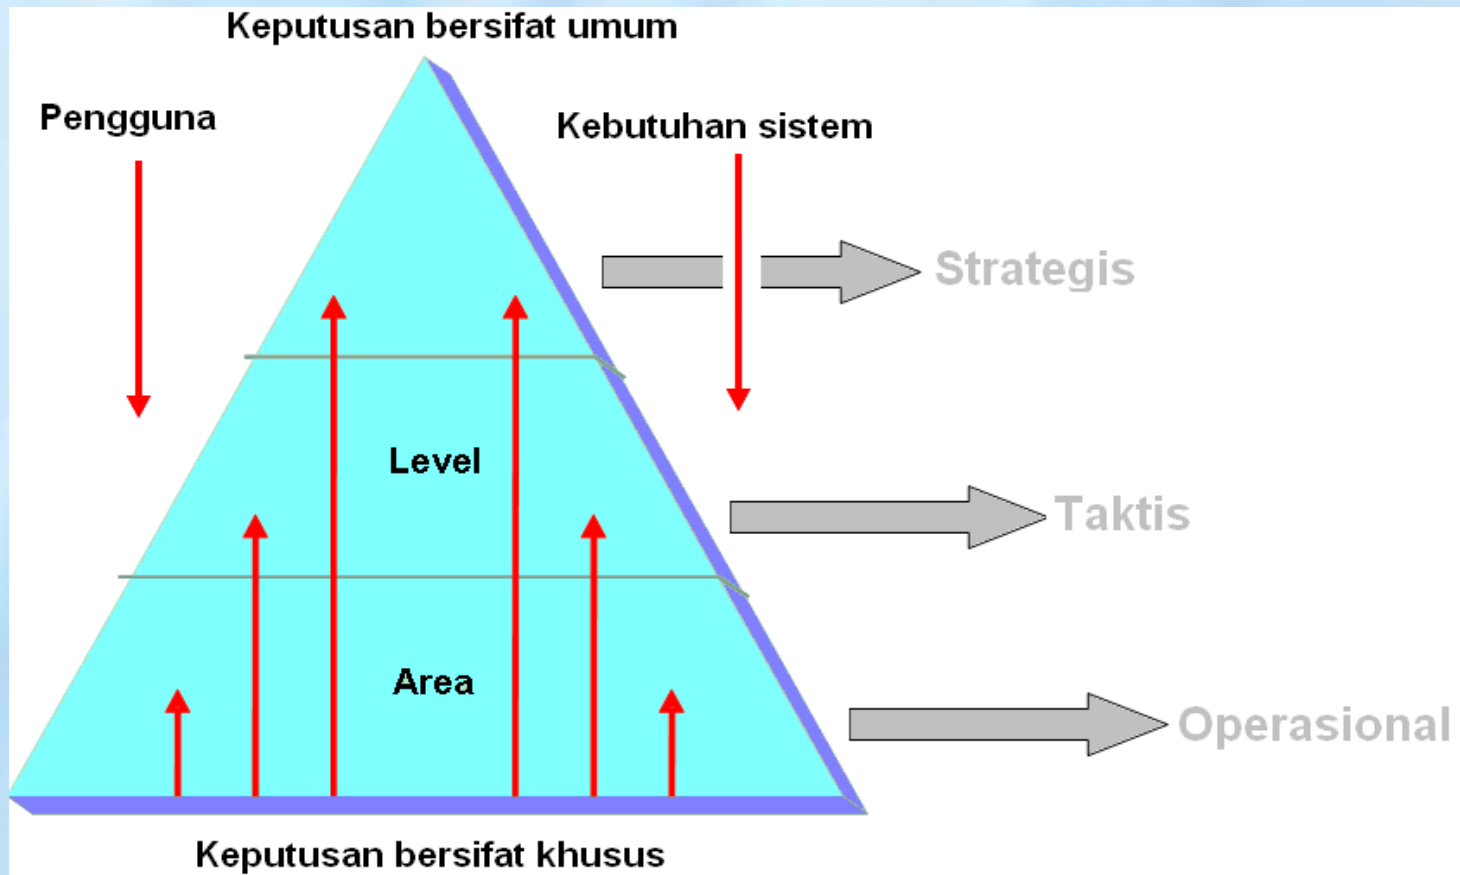 Keputusan bersifat umum
Pengguna
Kebutuhan sistem
Strategis
Level
Taktis
Area
Operasional
Keputusan bersifat khusus